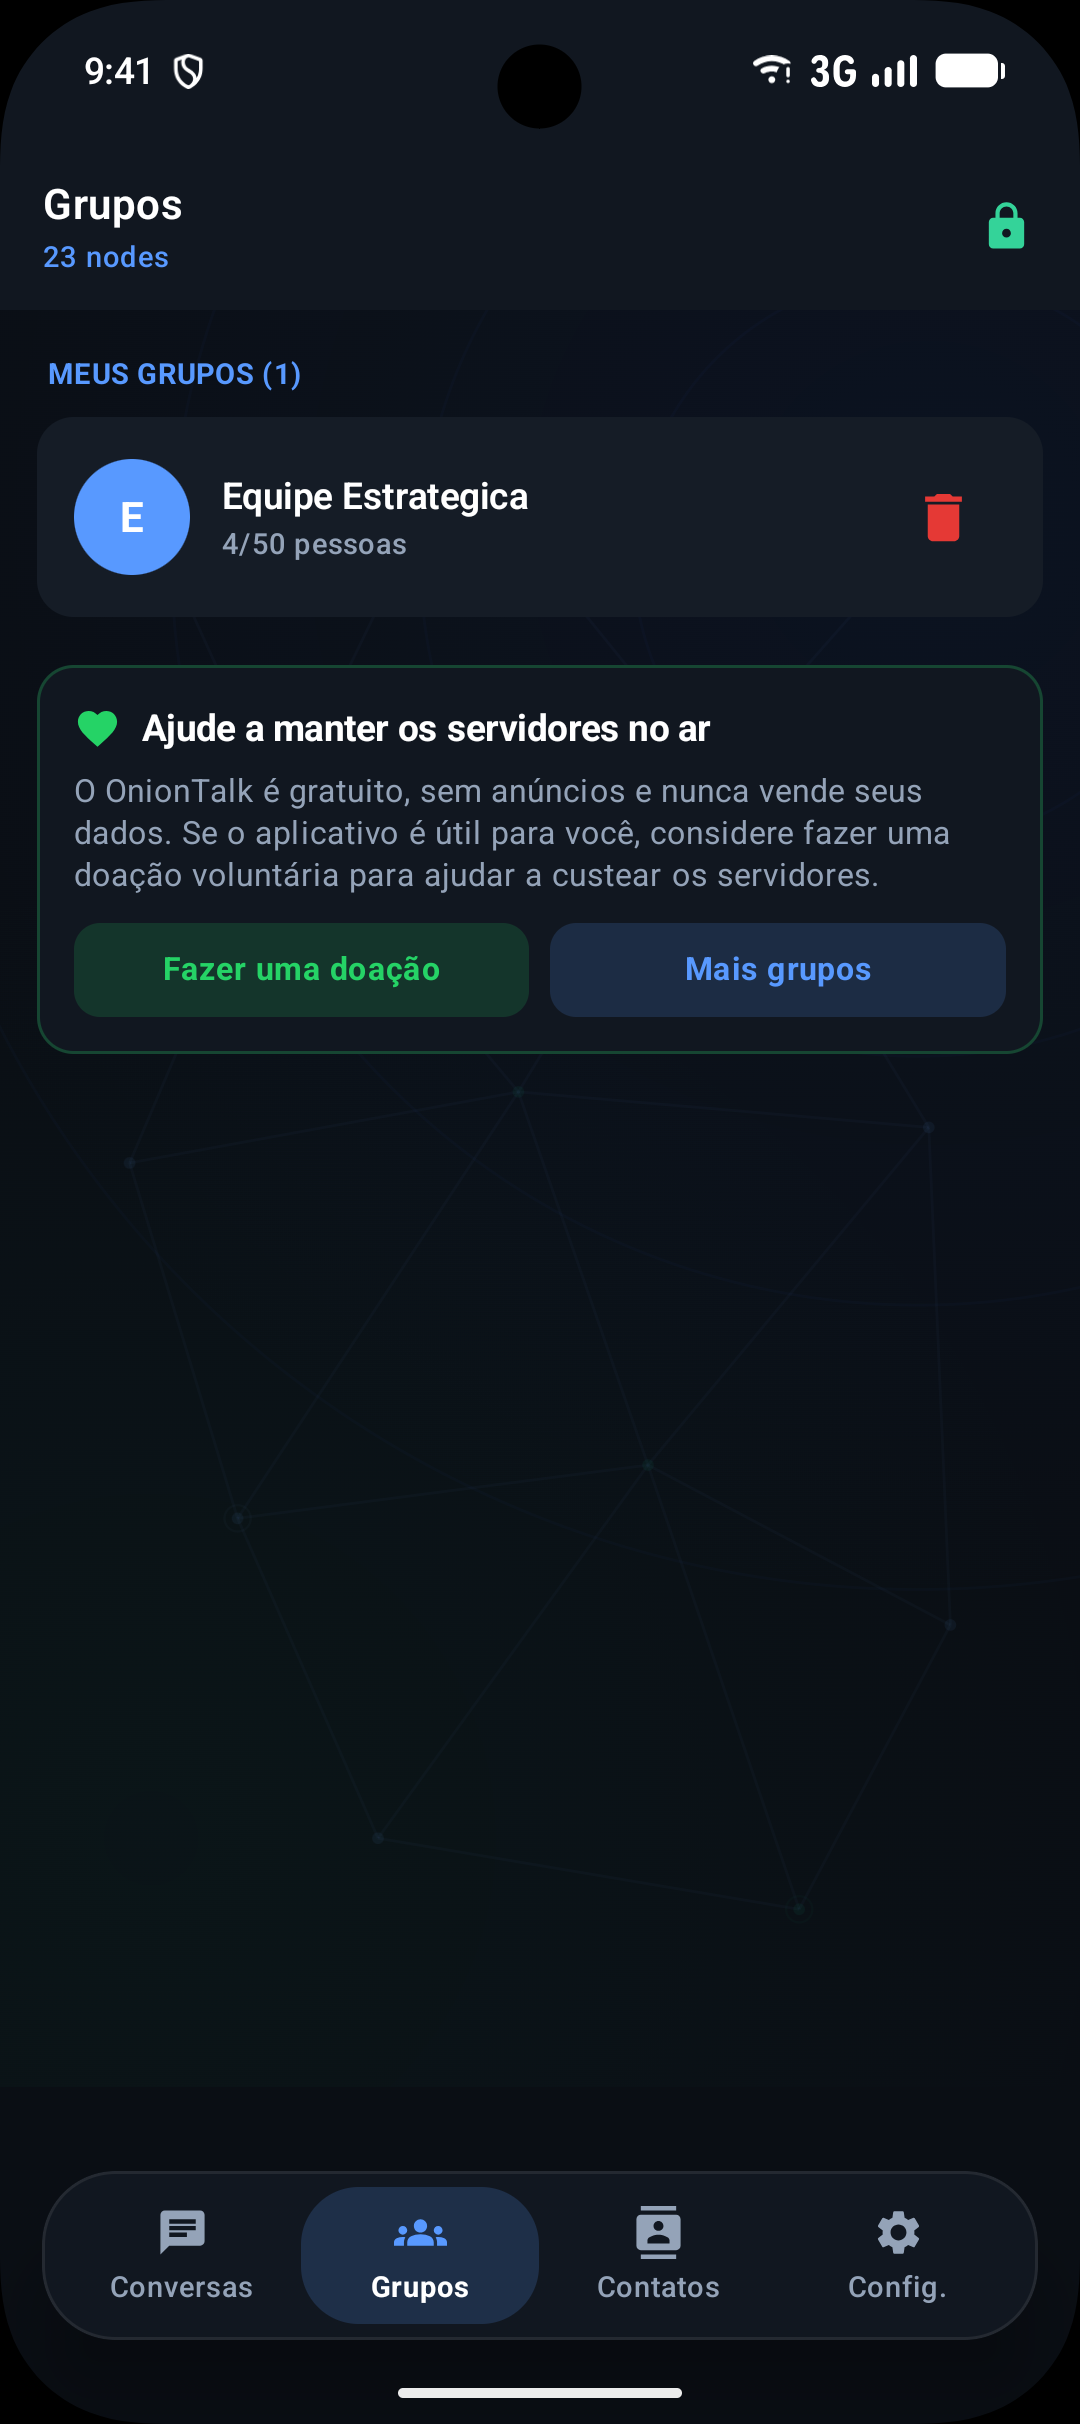 9:41
3G
Grupos
23 nodes
MEUS GRUPOS (1)
E
Equipe Estrategica
4/50 pessoas
Ajude a manter os servidores no ar
O OnionTalk é gratuito, sem anúncios e nunca vende seus
dados. Se o aplicativo é útil para você, considere fazer uma
doação voluntária para ajudar a custear os servidores.
Fazer uma doação
Mais grupos
Conversas
Grupos
Contatos
Config.